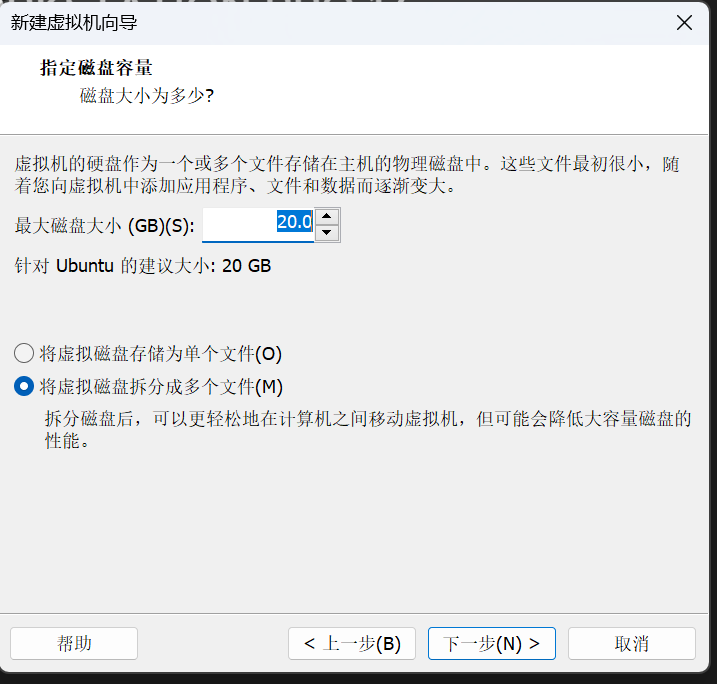 新建虚拟机向导
指定磁盘容量
磁盘大小为多少?
虚拟机的硬盘作为一个或多个文件存储在主机的物理磁盘中。这些文件最初很小，随
着您向虚拟机中添加应用程序、文件和数据而逐渐变大。
最大磁盘大小 (GB)(S): 20.0
针对 Ubuntu 的建议大小: 20 GB
将虚拟磁盘存储为单个文件(O)
将虚拟磁盘拆分成多个文件(M)
拆分磁盘后，可以更轻松地在计算机之间移动虚拟机，但可能会降低大容量磁盘的
性能。
帮助 < 上一步(B) 下一步(N) > 取消